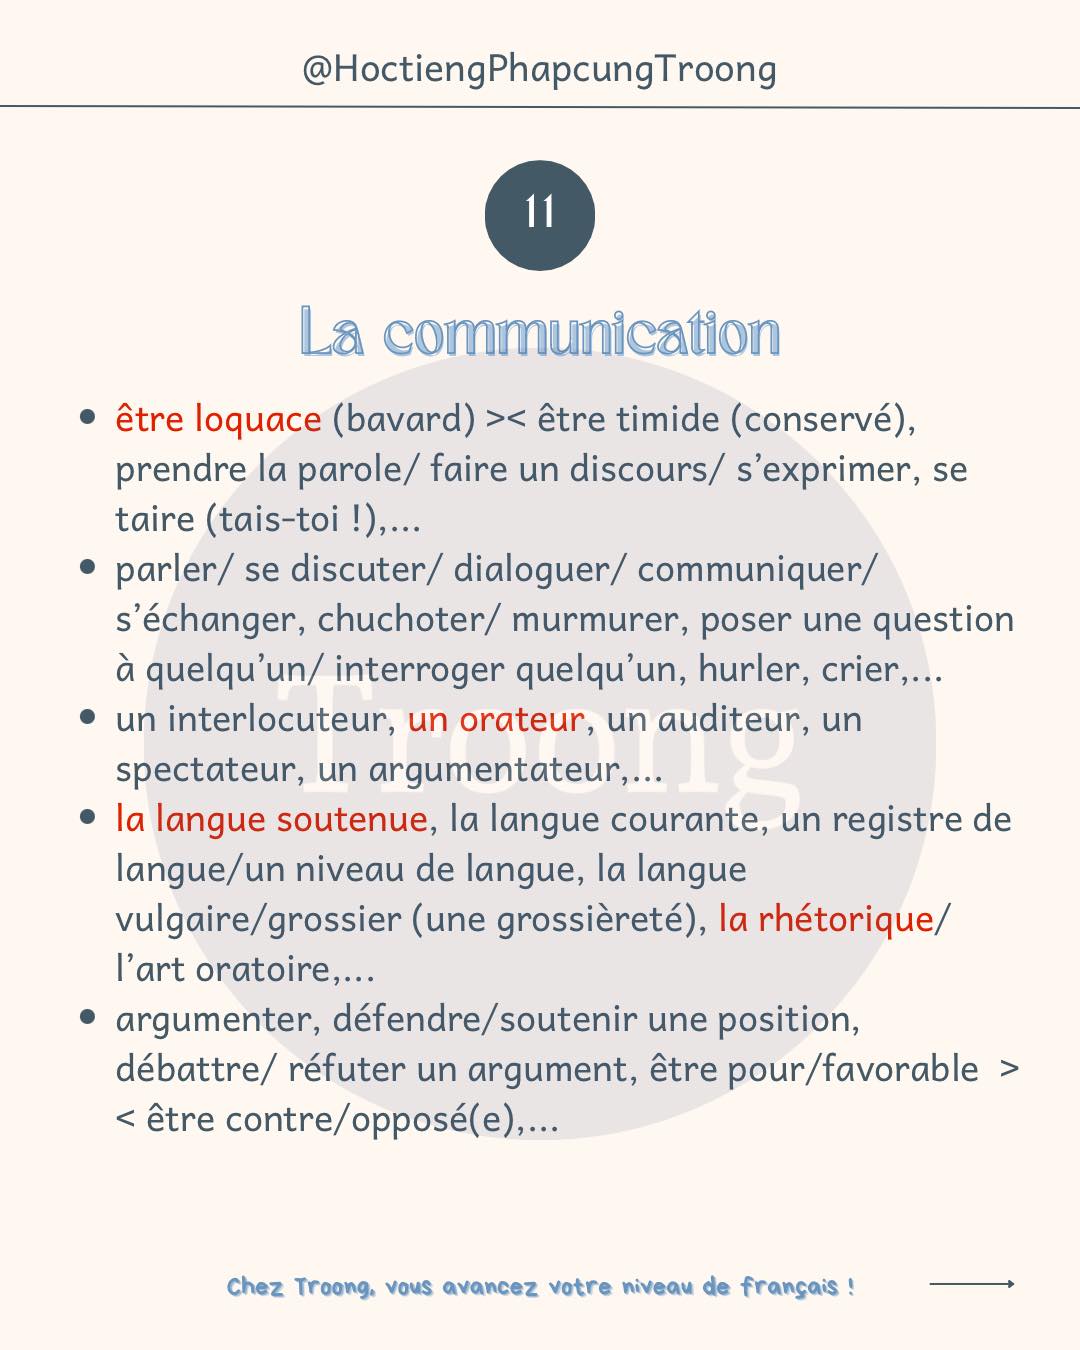 @HoctiengPhapcungTroong
11
La communication
• être loquace (bavard) >< être timide (conservé),
prendre la parole/ faire un discours/ s’exprimer, se
taire (tais-toi !),...
• parler/ se discuter/ dialoguer/ communiquer/
s’échanger, chuchoter/ murmurer, poser une question
à quelqu’un/ interroger quelqu’un, hurler, crier,...
• un interlocuteur, un orateur, un auditeur, un
spectateur, un argumentateur,...
Troong
• la langue soutenue, la langue courante, un registre de
langue/un niveau de langue, la langue
vulgaire/grossier (une grossièreté), la rhétorique/
l’art oratoire,...
• argumenter, défendre/soutenir une position,
débattre/ réfuter un argument, être pour/favorable >
< être contre/opposé(e),...
Chez Troong, vous avancez votre niveau de français !